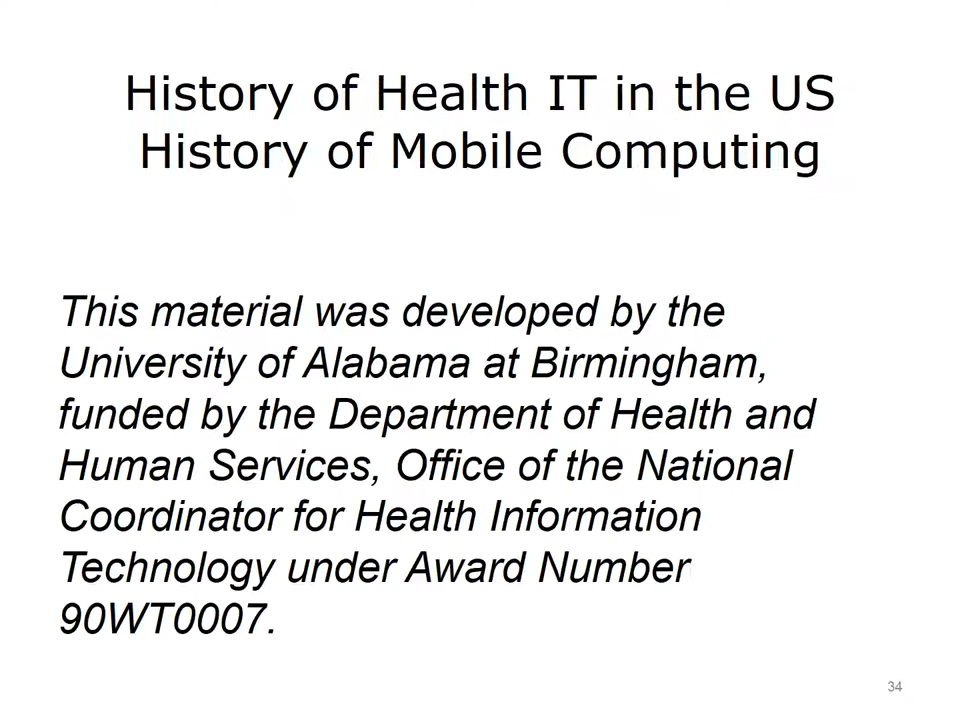 History of Health IT in the US
History of Mobile Computing
This material was developed by the
University of Alabama at Birmingham,
funded by the Department of Health and
Human Services, Office of the National
Coordinator for Health Information
Technology under Award Number
90WT0007.
34